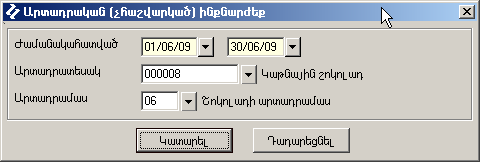 Արտադրական (չհաշվարկած) ինքնարժեք
Ժամանակահատված 01/06/09 30/06/09
Արտադրատեսակ 000008 Կաթնային շոկոլադ
Արտադրամաս 06 Շոկոլադի արտադրամաս
Կատարել Դադարեցնել